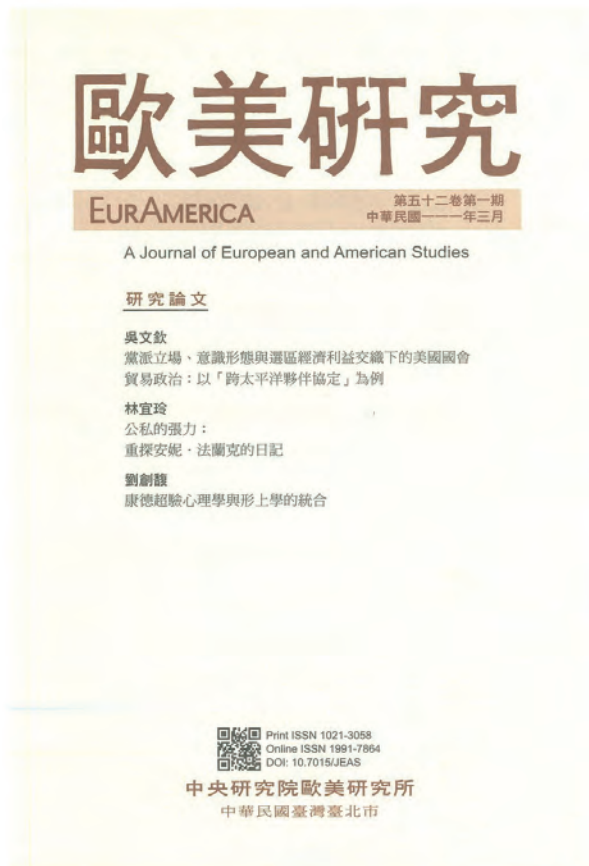 歐美研究
EURAMERICA
第五十二卷第一期
中華民國一一一年三月
A Journal of European and American Studies
研究論文
吳文欽
黨派立場、意識形態與選區經濟利益交織下的美國國會
貿易政治：以「跨太平洋夥伴協定」為例
林宜玲
公私的張力：
重探安妮・法蘭克的日記
劉創馥
康德超驗心理學與形上學的統合
Print ISSN 1021-3058
Online ISSN 1991-7864
DOI: 10.7015/JEAS
中央研究院歐美研究所
中華民國臺灣臺北市